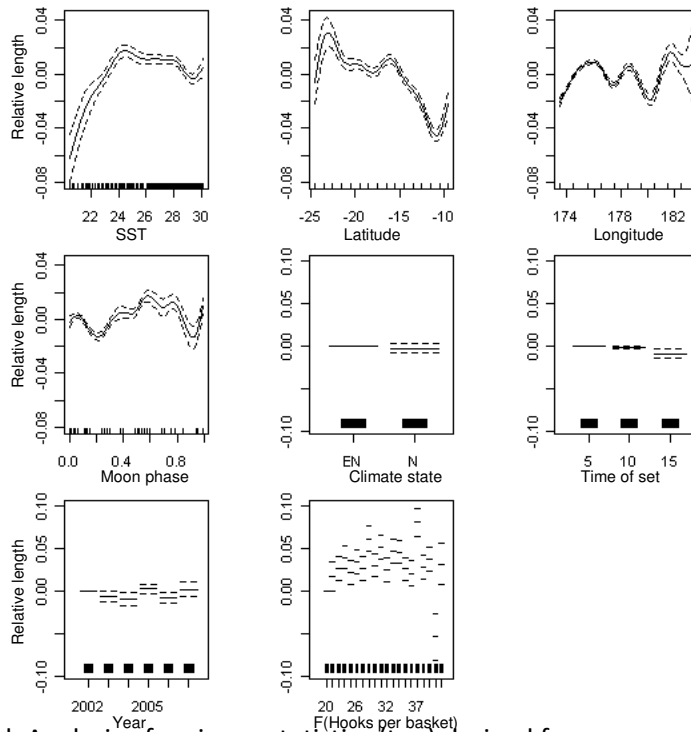 0.04 0.00 -0.04 -0.08
Relative length
22 24 26 28 30
SST
0.04 0.00 -0.04 -0.08
-25 -20 -15 -10
Latitude
0.04 0.00 -0.04 -0.08
174 178 182
Longitude
0.04 0.00 -0.04 -0.08
Relative length
0.0 0.4 0.8
Moon phase
0.10 0.05 0.00 -0.10
EN N
Climate state
0.10 0.05 0.00 -0.10
5 10 15
Time of set
0.10 0.05 0.00 -0.10
Relative length
2002 2005
Year
0.10 0.05 0.00 -0.10
20 26 32 37
F(Hooks per basket)